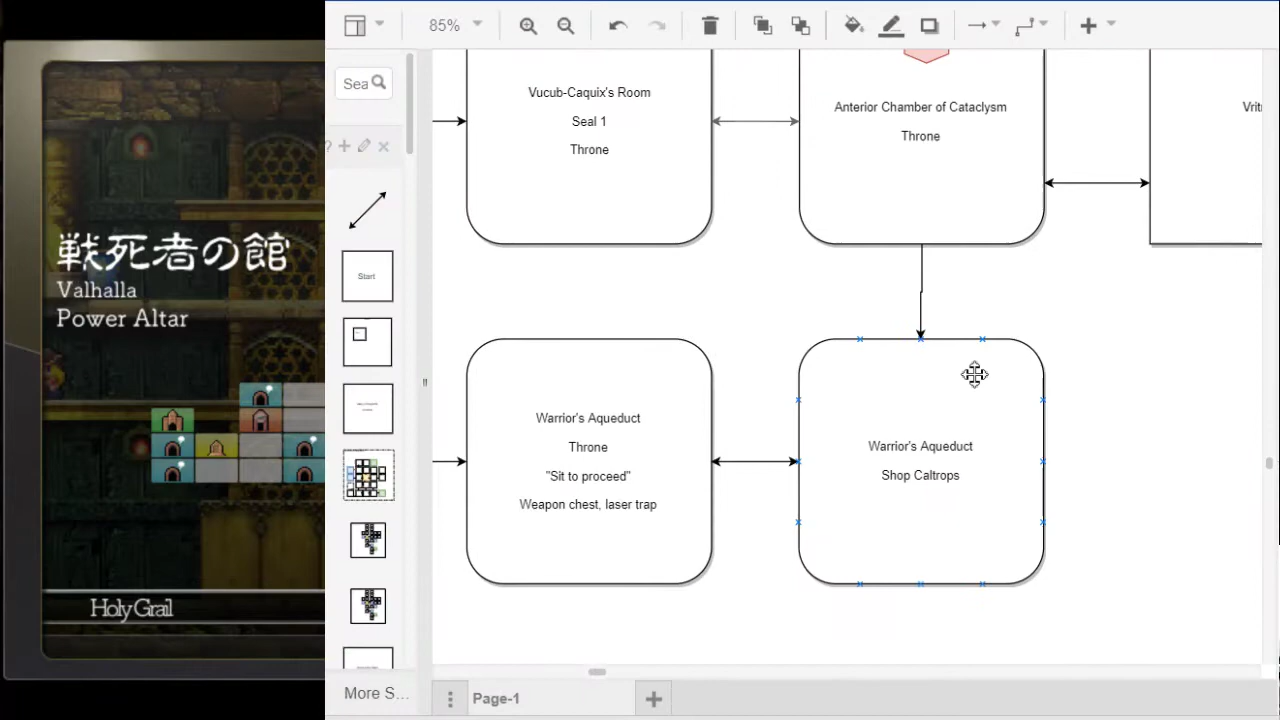 85%
Sea
Start
戦死者の館
Valhalla
Power Altar
Holy Grail
Vucub-Caquix's Room
Seal 1
Throne
Anterior Chamber of Cataclysm
Throne
Vrit
Warrior's Aqueduct
Throne
"Sit to proceed"
Weapon chest, laser trap
Warrior's Aqueduct
Shop Caltrops
More S...
Page-1